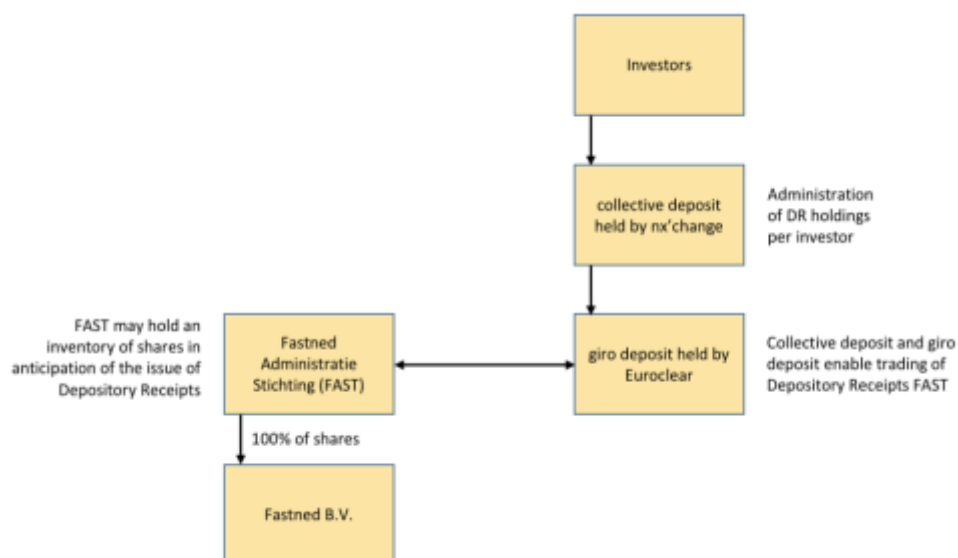 Investors
collective deposit
held by nx'change
Administration
of DR holdings
per investor
FAST may hold an
inventory of shares in
anticipation of the issue of
Depository Receipts
Fastned
Administratie
Stichting (FAST)
giro deposit held by
Euroclear
Collective deposit and giro
deposit enable trading of
Depository Receipts FAST
100% of shares
Fastned B.V.